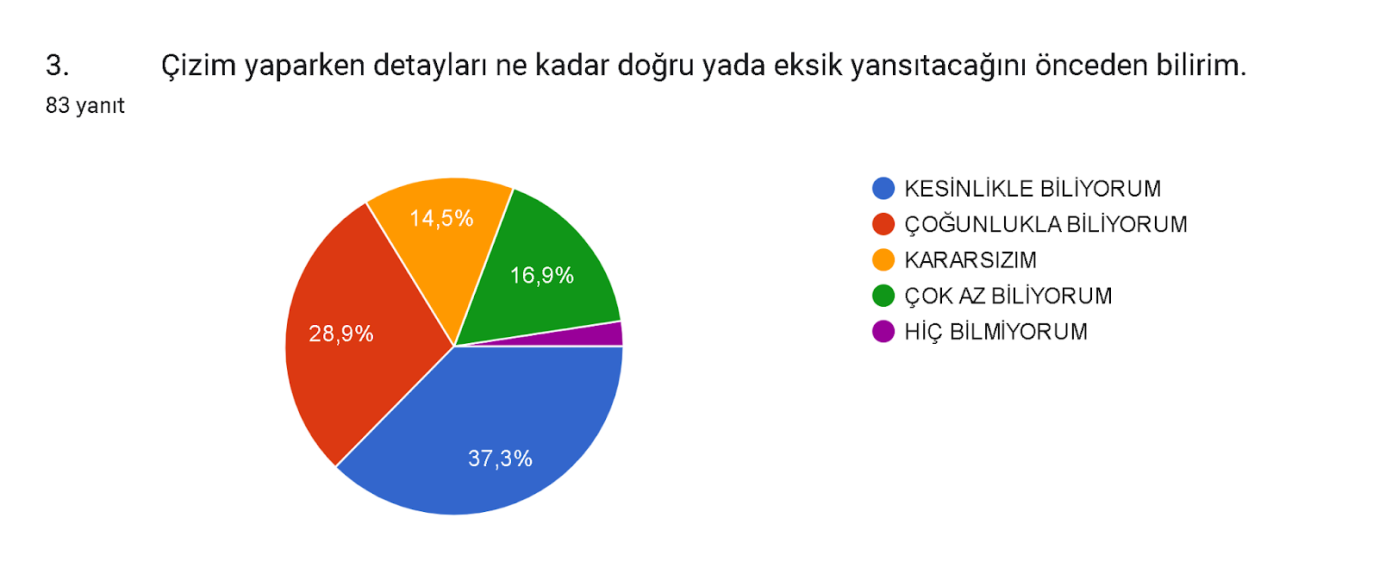 3. Çizim yaparken detayları ne kadar doğru yada eksik yansıtacağını önceden bilirim.
83 yanıt
14,5%
16,9%
28,9%
37,3%
KESİNLİKLE BİLİYORUM
ÇOĞUNLUKLA BİLİYORUM
KARARSIZIM
ÇOK AZ BİLİYORUM
HİÇ BİLMİYORUM